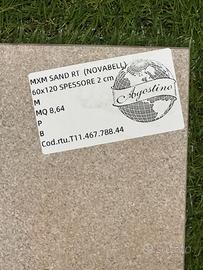 MXM SAND RT (NOVABELL)
60x120 SPESSORE 2 cm
M
MQ 8,64
P
B
Cod.rtu.T11.467.788.44
Agostino